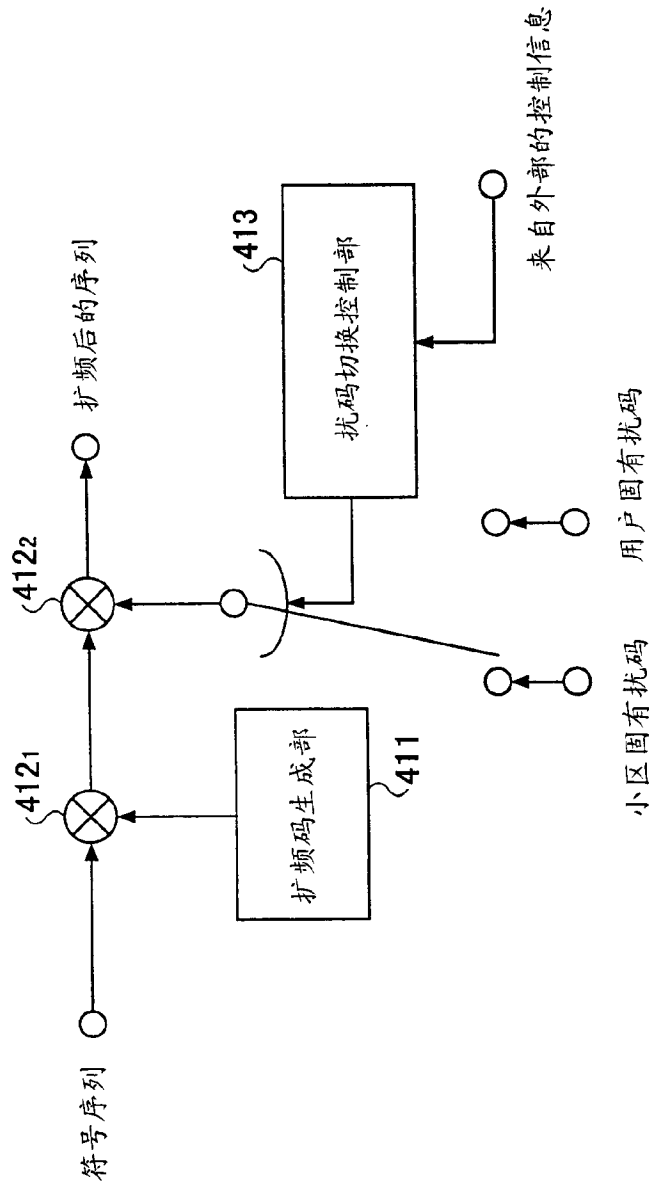 符号序列
412₁
412₂
扩频后的序列
扩频码生成部
411
413
扰码切换控制部
小区固有扰码
用户固有扰码
来自外部的控制信息